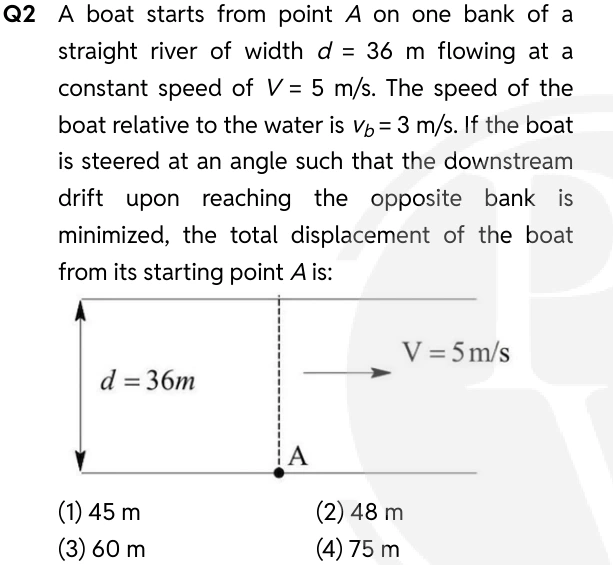 Q2 A boat starts from point A on one bank of a
straight river of width d = 36 m flowing at a
constant speed of V = 5 m/s. The speed of the
boat relative to the water is v_b = 3 m/s. If the boat
is steered at an angle such that the downstream
drift upon reaching the opposite bank is
minimized, the total displacement of the boat
from its starting point A is:
V = 5 m/s
d = 36m
A
(1) 45 m (2) 48 m
(3) 60 m (4) 75 m